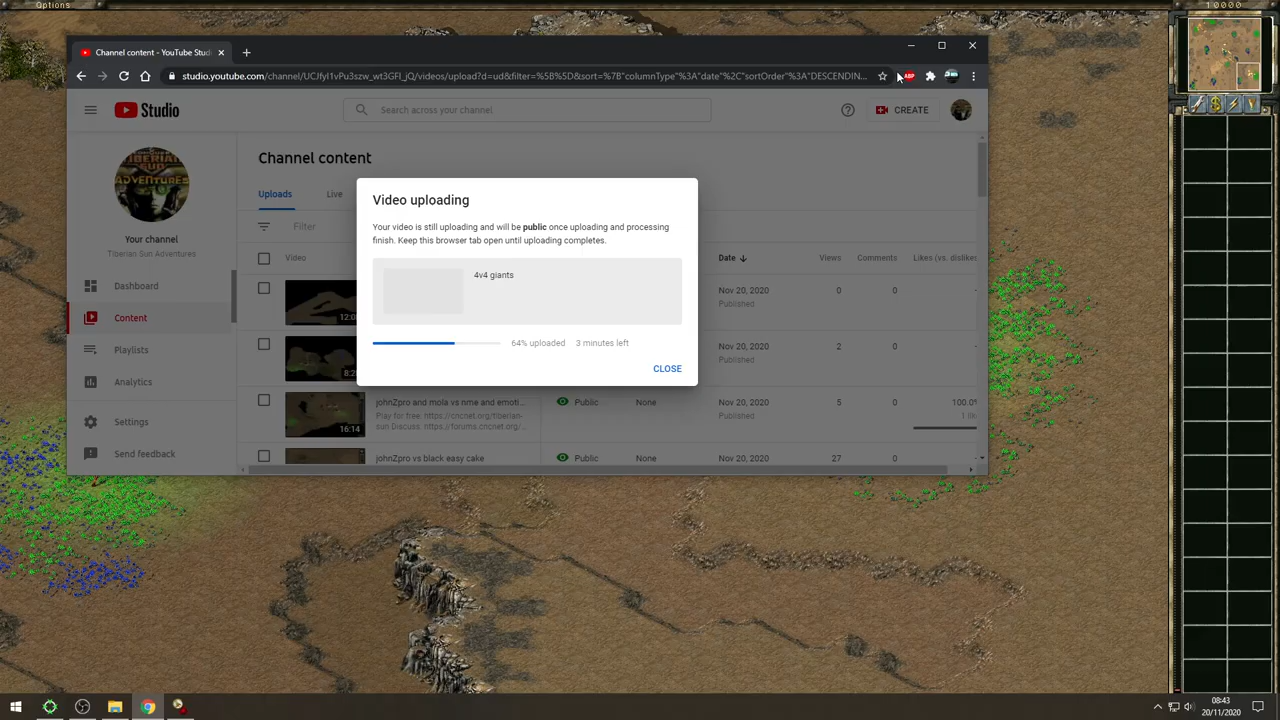 Options
10000
Channel content - YouTube Stud
studio.youtube.com/channel/
/videos/upload?d=ud&filter=%5B%5D&sort=%7B"columnType"%3A"date"%2C"sortOrder"%3A"DESCENDIN...
ABP
Studio
Search across your channel
CREATE
Channel content
TIBERIAN
SUN
ADVENTURES
Uploads
Live
Filter
Your channel
Tiberian Sun Adventures
Video
Date
Views
Comments
Likes (vs. dislikes
Dashboard
Content
Playlists
Analytics
Settings
Send feedback
Video uploading
Your video is still uploading and will be public once uploading and processing
finish. Keep this browser tab open until uploading completes.
4v4 giants
64% uploaded
3 minutes left
CLOSE
Nov 20, 2020
0
0
Published
Nov 20, 2020
2
0
Published
16:14
johnZpro and mola vs nme and emoti...
Play for free: https://cncnet.org/tiberian-
sun Discuss: https://forums.cncnet.org/...
Public
None
Nov 20, 2020
Published
5
0
100.0%
johnZpro vs black easy cake
Public
None
Nov 20, 2020
27
0
08:43
20/11/2020